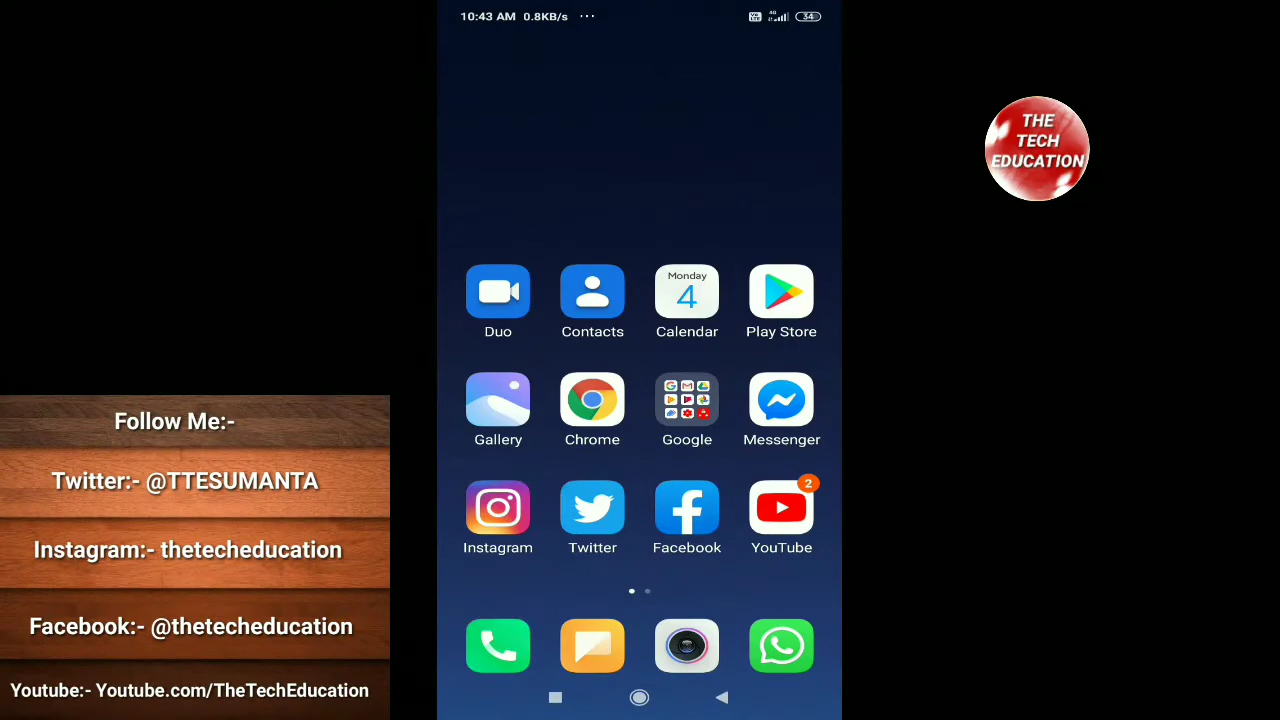 10:43 AM 0.8KB/s ...
4G
34
THE
TECH
EDUCATION
Monday
4
Duo Contacts Calendar Play Store
Gallery Chrome Google Messenger
2
Instagram Twitter Facebook YouTube
Follow Me:-
Twitter:- @TTESUMANTA
Instagram:- thetecheducation
Facebook:- @thetecheducation
Youtube:- Youtube.com/TheTechEducation